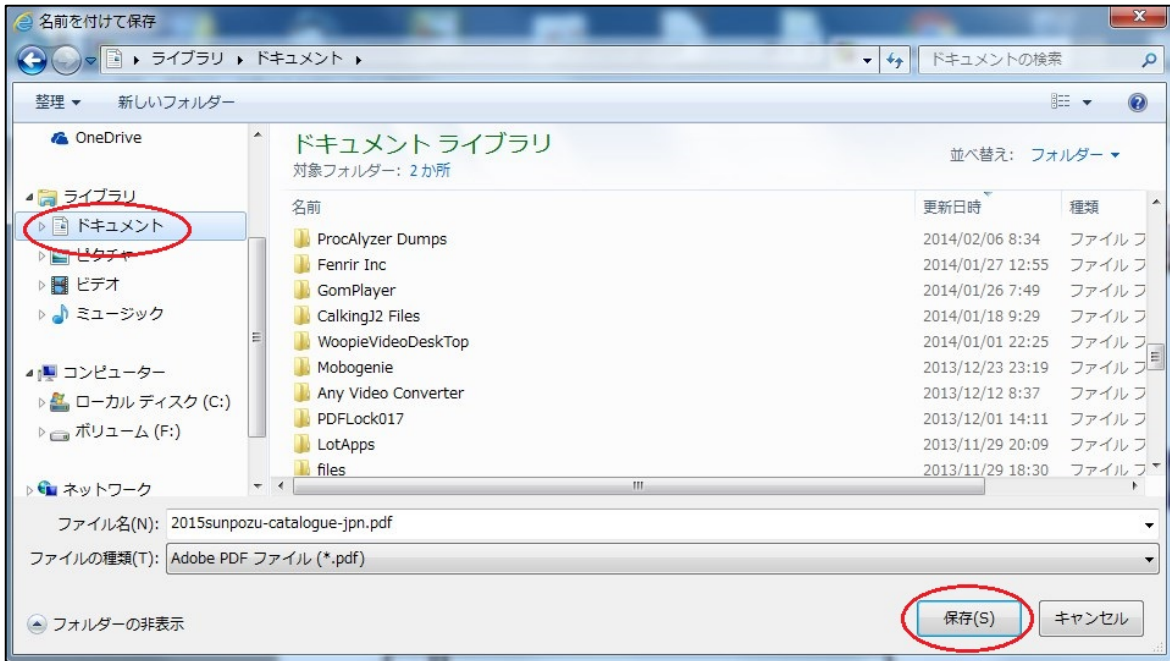 名前を付けて保存
ライブラリ ドキュメント
ドキュメントの検索
整理 新しいフォルダー
OneDrive
ライブラリ
ドキュメント
ピクチャ
ビデオ
ミュージック
コンピューター
ローカル ディスク (C:)
ボリューム (F:)
ネットワーク
ドキュメント ライブラリ
対象フォルダー: 2 か所
並べ替え: フォルダー
名前 更新日時 種類
ProcAlyzer Dumps 2014/02/06 8:34 ファイル フ
Fenrir Inc 2014/01/27 12:55 ファイル フ
GomPlayer 2014/01/26 7:49 ファイル フ
CalkingJ2 Files 2014/01/18 9:29 ファイル フ
WoopieVideoDeskTop 2014/01/01 22:25 ファイル フ
Mobogenie 2013/12/23 23:19 ファイル フ
Any Video Converter 2013/12/12 8:37 ファイル フ
PDFLock017 2013/12/01 14:11 ファイル フ
LotApps 2013/11/29 20:09 ファイル フ
files 2013/11/29 18:30 ファイル フ
ファイル名(N): 2015sunpozu-catalogue-jpn.pdf
ファイルの種類(T): Adobe PDF ファイル (*.pdf)
フォルダーの非表示
保存(S) キャンセル